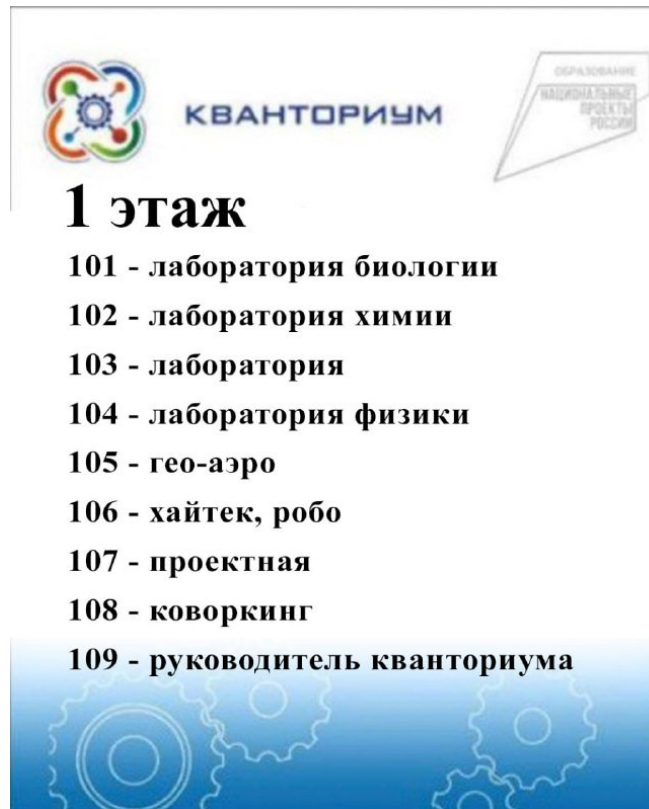 КВАНТОРИУМ
ОБРАЗОВАНИЕ
НАЦИОНАЛЬНЫЕ
ПРОЕКТЫ
РОССИИ
1 этаж
101 - лаборатория биологии
102 - лаборатория химии
103 - лаборатория
104 - лаборатория физики
105 - гео-аэро
106 - хайтек, робо
107 - проектная
108 - коворкинг
109 - руководитель кванториума